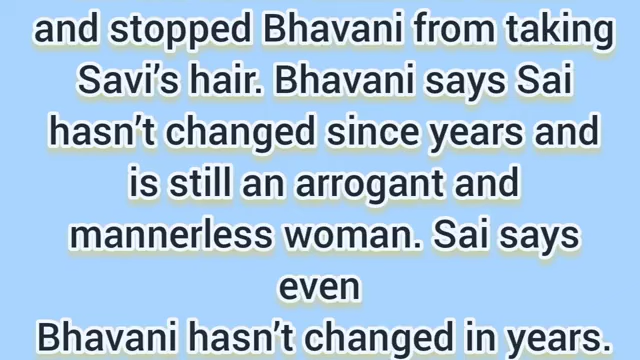 and stopped Bhavani from taking
Savi's hair. Bhavani says Sai
hasn't changed since years and
is still an arrogant and
mannerless woman. Sai says
even
Bhavani hasn't changed in years.